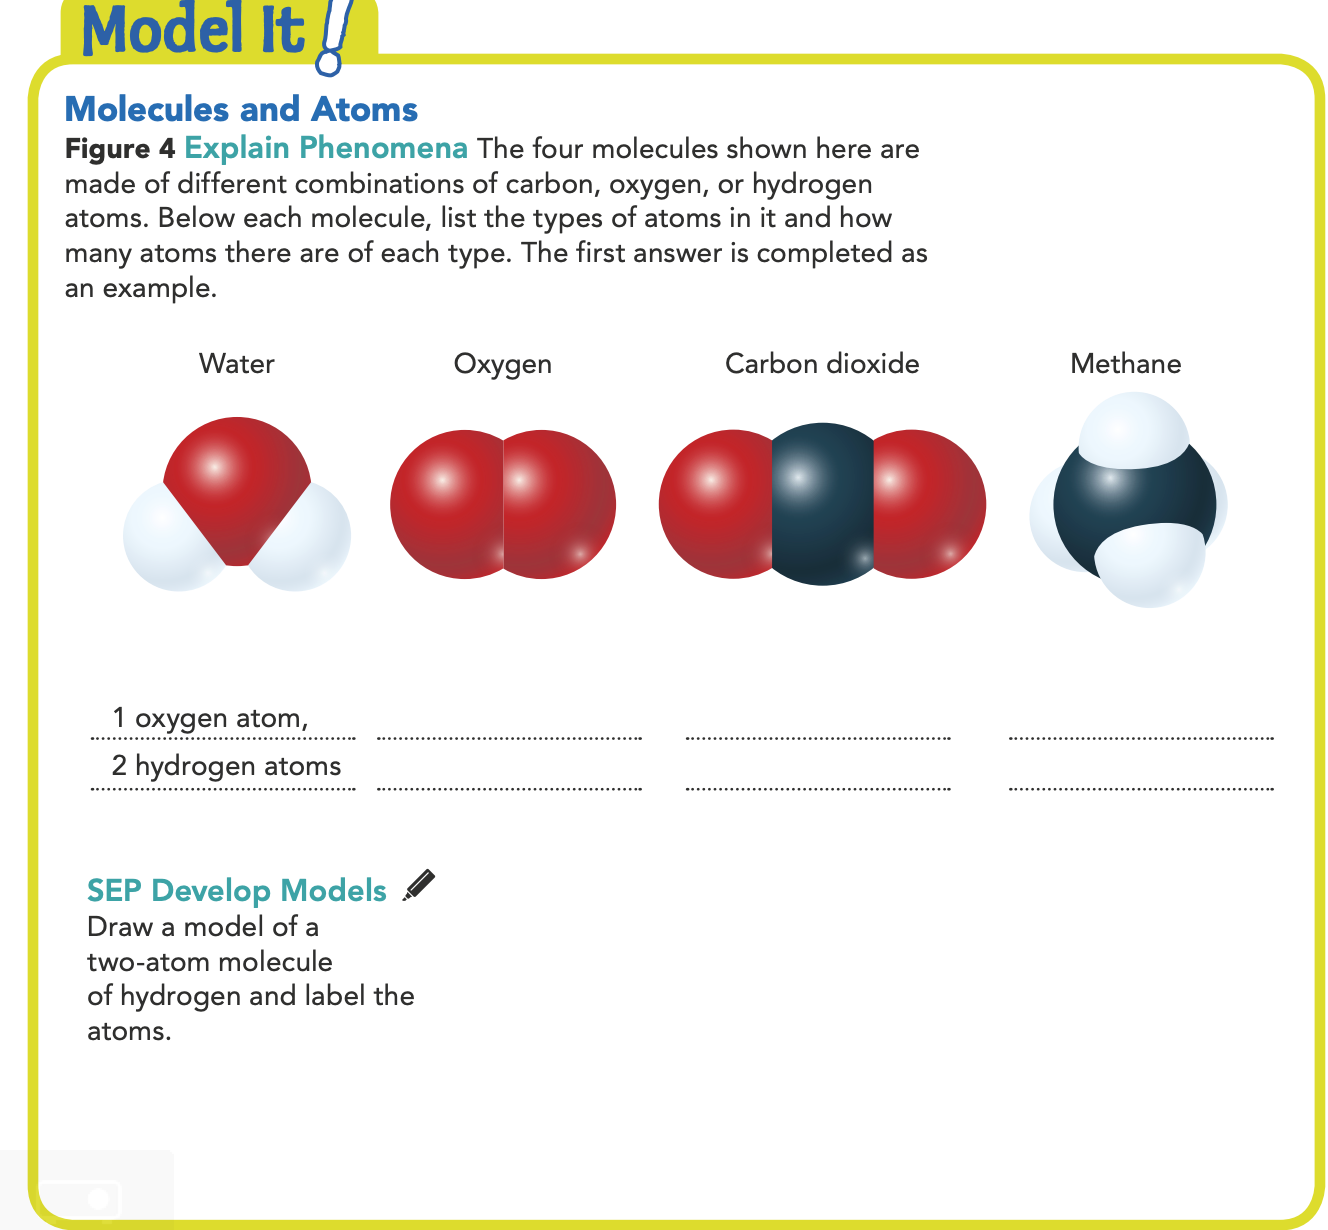 Model It!
Molecules and Atoms
Figure 4 Explain Phenomena The four molecules shown here are
made of different combinations of carbon, oxygen, or hydrogen
atoms. Below each molecule, list the types of atoms in it and how
many atoms there are of each type. The first answer is completed as
an example.
Water Oxygen Carbon dioxide Methane
1 oxygen atom,
2 hydrogen atoms
SEP Develop Models
Draw a model of a
two-atom molecule
of hydrogen and label the
atoms.